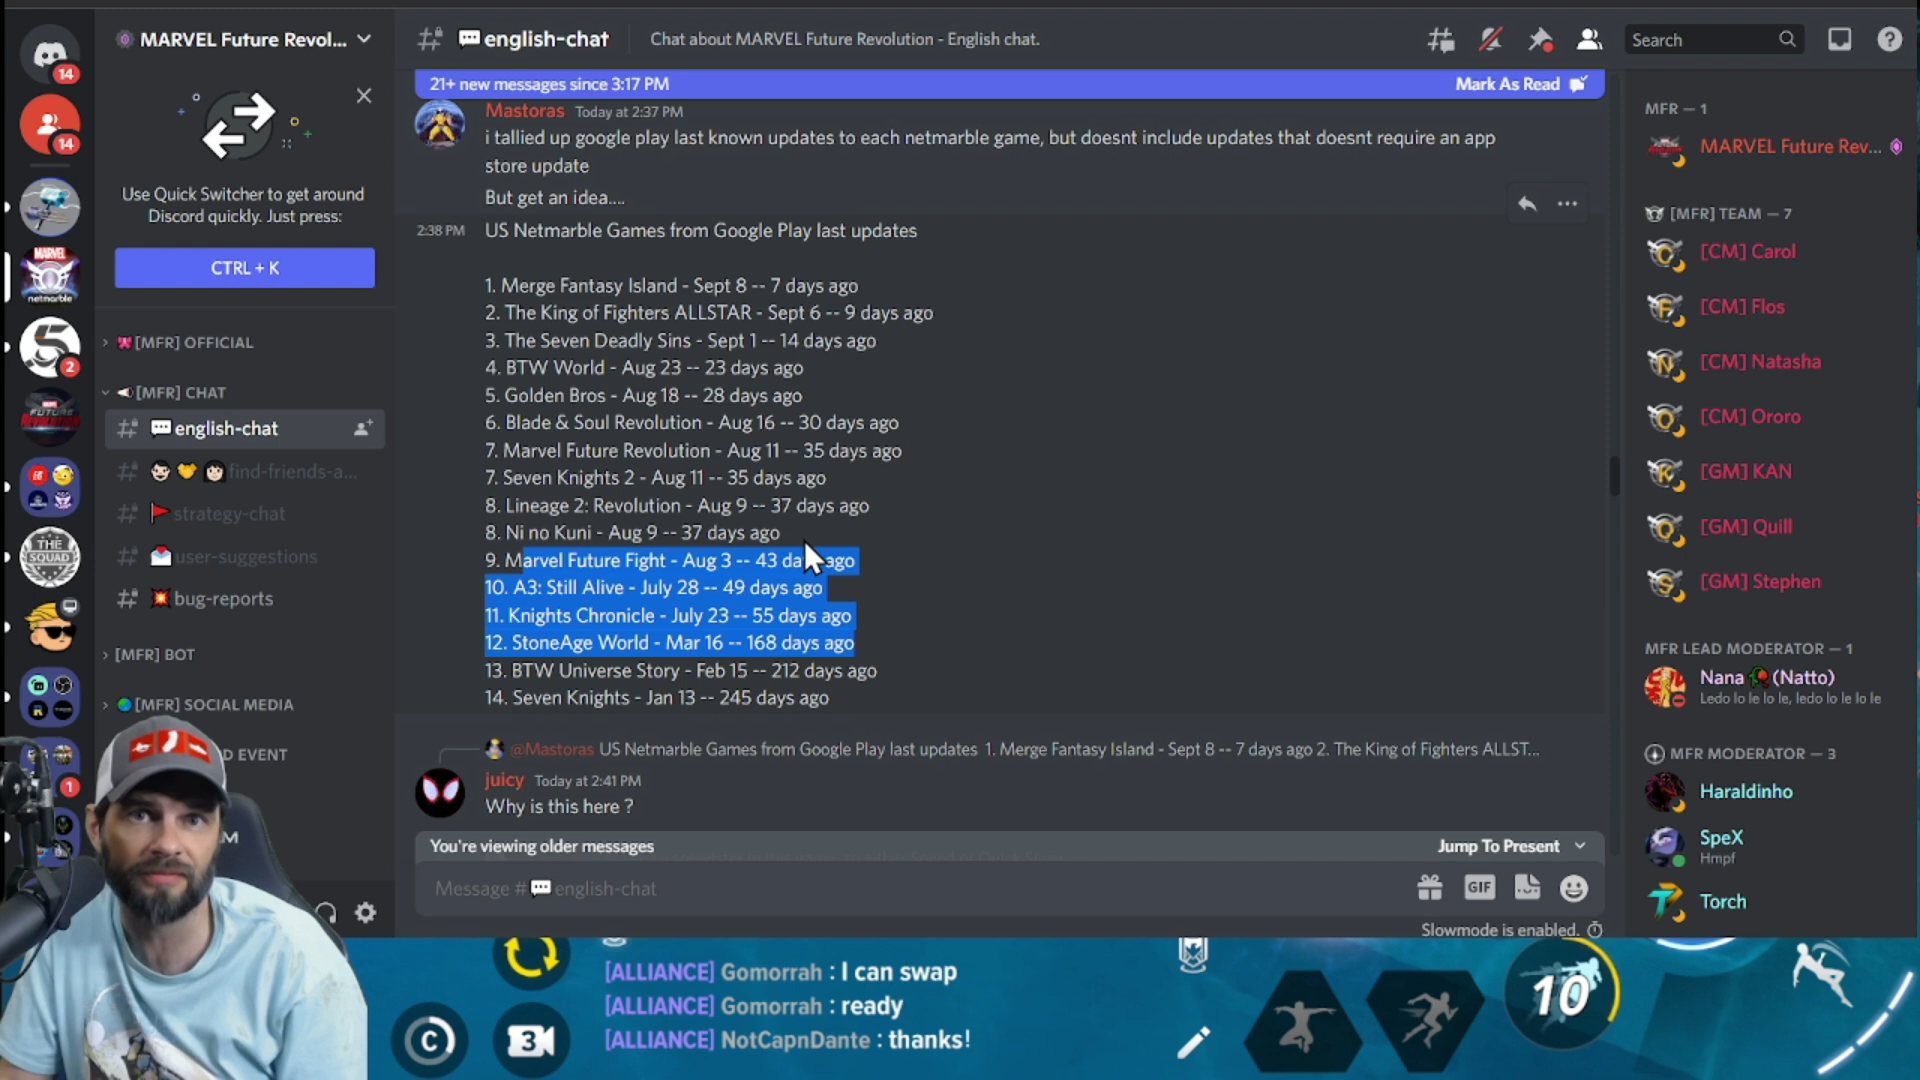 MARVEL Future Revol...
english-chat
Chat about MARVEL Future Revolution - English chat.
Search
21+ new messages since 3:17 PM
Mark As Read
14
14
MARVEL
netmarble
5
2
FUTURE
THE
SQUAD
1
Use Quick Switcher to get around
Discord quickly. Just press:
CTRL + K
[MFR] OFFICIAL
[MFR] CHAT
english-chat
find-friends-a...
strategy-chat
user-suggestions
bug-reports
[MFR] BOT
[MFR] SOCIAL MEDIA
D EVENT
M
Mastoras Today at 2:37 PM
i tallied up google play last known updates to each netmarble game, but doesnt include updates that doesnt require an app
store update
But get an idea....
2:38 PM US Netmarble Games from Google Play last updates
1. Merge Fantasy Island - Sept 8 -- 7 days ago
2. The King of Fighters ALLSTAR - Sept 6 -- 9 days ago
3. The Seven Deadly Sins - Sept 1 -- 14 days ago
4. BTW World - Aug 23 -- 23 days ago
5. Golden Bros - Aug 18 -- 28 days ago
6. Blade & Soul Revolution - Aug 16 -- 30 days ago
7. Marvel Future Revolution - Aug 11 -- 35 days ago
7. Seven Knights 2 - Aug 11 -- 35 days ago
8. Lineage 2: Revolution - Aug 9 -- 37 days ago
8. Ni no Kuni - Aug 9 -- 37 days ago
9. Marvel Future Fight - Aug 3 -- 43 da ago
10. A3: Still Alive - July 28 -- 49 days ago
11. Knights Chronicle - July 23 -- 55 days ago
12. StoneAge World - Mar 16 -- 168 days ago
13. BTW Universe Story - Feb 15 -- 212 days ago
14. Seven Knights - Jan 13 -- 245 days ago
@Mastoras US Netmarble Games from Google Play last updates 1. Merge Fantasy Island - Sept 8 -- 7 days ago 2. The King of Fighters ALLST...
juicy Today at 2:41 PM
Why is this here ?
You're viewing older messages
Jump To Present
Message # english-chat
GIF
Slowmode is enabled.
MFR — 1
MARVEL Future Rev...
[MFR] TEAM — 7
[CM] Carol
[CM] Flos
[CM] Natasha
[CM] Ororo
[GM] KAN
[GM] Quill
[GM] Stephen
MFR LEAD MODERATOR — 1
Nana (Natto)
Ledo lo le lo le, ledo lo le lo le
MFR MODERATOR — 3
Haraldinho
SpeX
Hmpf
Torch
[ALLIANCE] Gomorrah : I can swap
[ALLIANCE] Gomorrah : ready
[ALLIANCE] NotCapnDante : thanks!
C
3
10